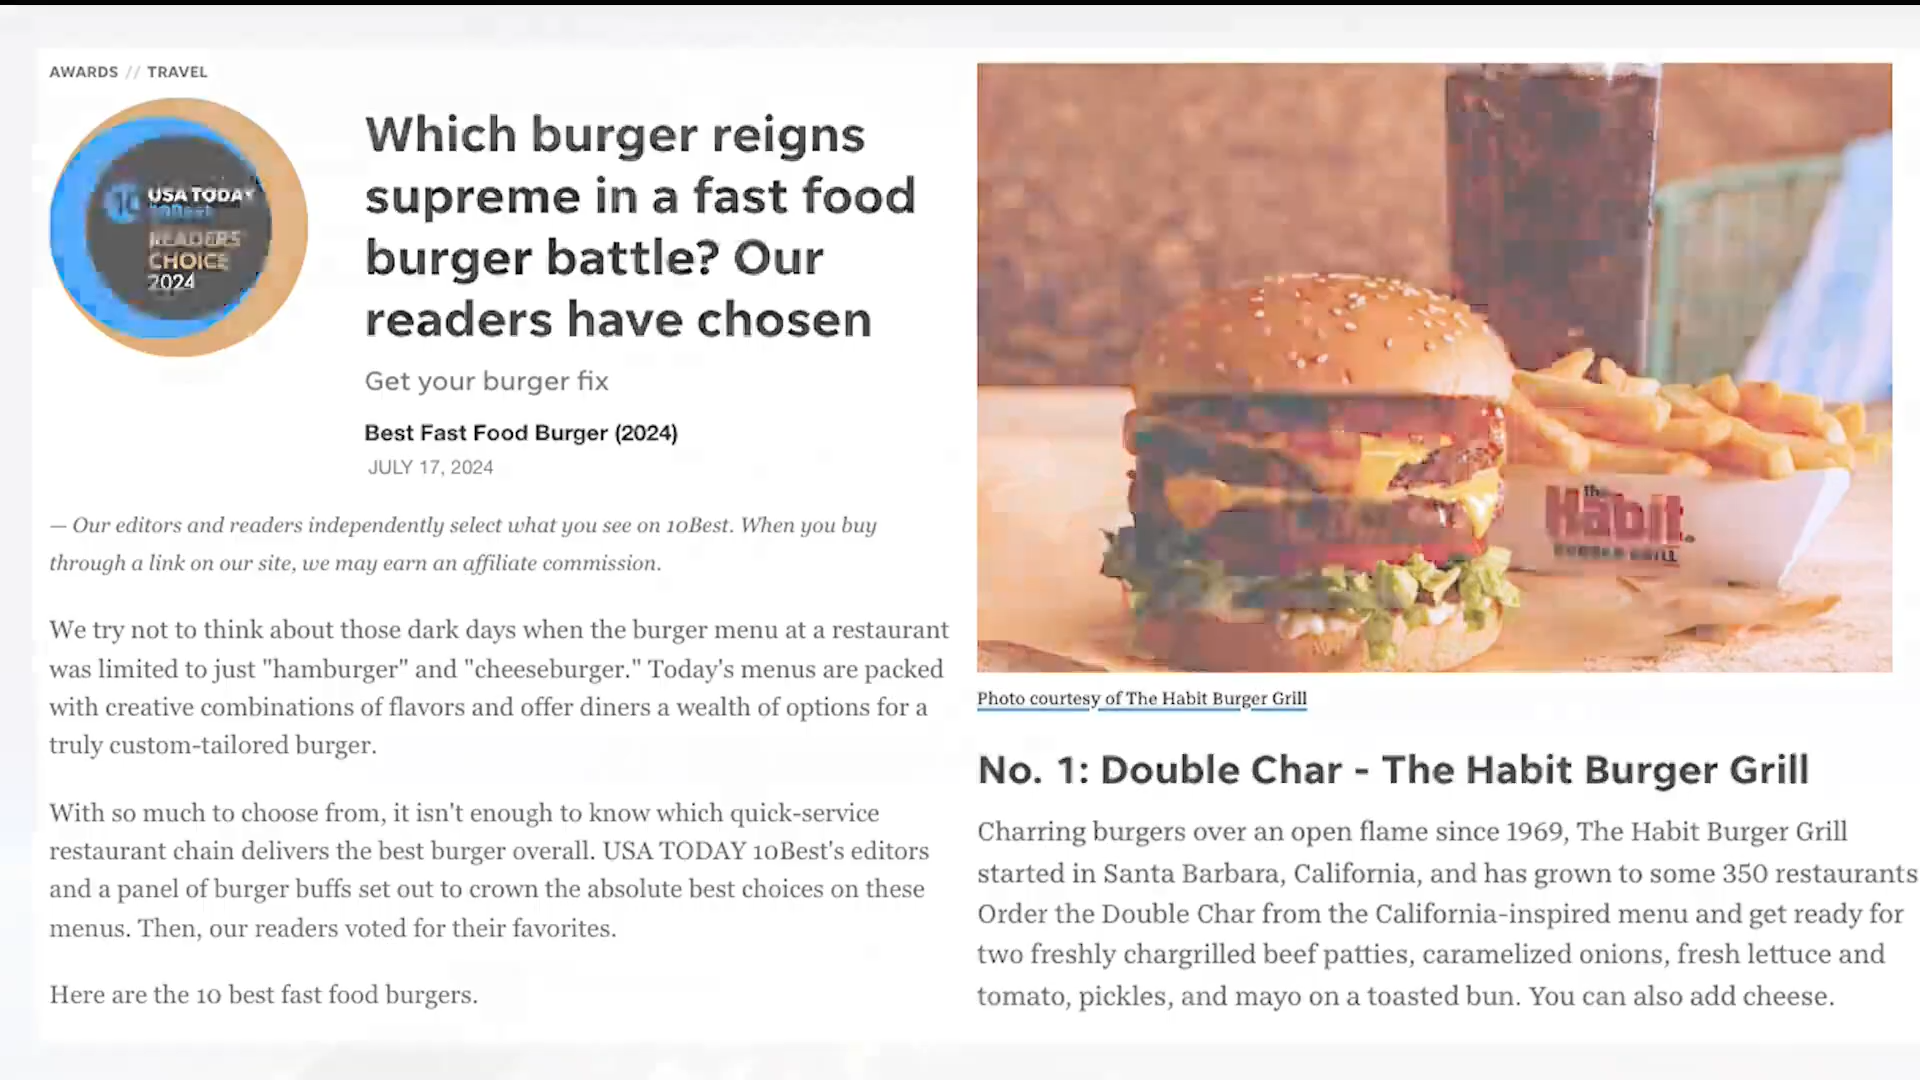 AWARDS // TRAVEL
USA TODAY
10Best
READERS'
CHOICE
2024
Which burger reigns
supreme in a fast food
burger battle? Our
readers have chosen
Get your burger fix
Best Fast Food Burger (2024)
JULY 17, 2024
— Our editors and readers independently select what you see on 10Best. When you buy
through a link on our site, we may earn an affiliate commission.
We try not to think about those dark days when the burger menu at a restaurant
was limited to just "hamburger" and "cheeseburger." Today's menus are packed
with creative combinations of flavors and offer diners a wealth of options for a
truly custom-tailored burger.
With so much to choose from, it isn't enough to know which quick-service
restaurant chain delivers the best burger overall. USA TODAY 10Best's editors
and a panel of burger buffs set out to crown the absolute best choices on these
menus. Then, our readers voted for their favorites.
Here are the 10 best fast food burgers.
the
Habit
BURGER GRILL
Photo courtesy of The Habit Burger Grill
No. 1: Double Char - The Habit Burger Grill
Charring burgers over an open flame since 1969, The Habit Burger Grill
started in Santa Barbara, California, and has grown to some 350 restaurants
Order the Double Char from the California-inspired menu and get ready for
two freshly chargrilled beef patties, caramelized onions, fresh lettuce and
tomato, pickles, and mayo on a toasted bun. You can also add cheese.